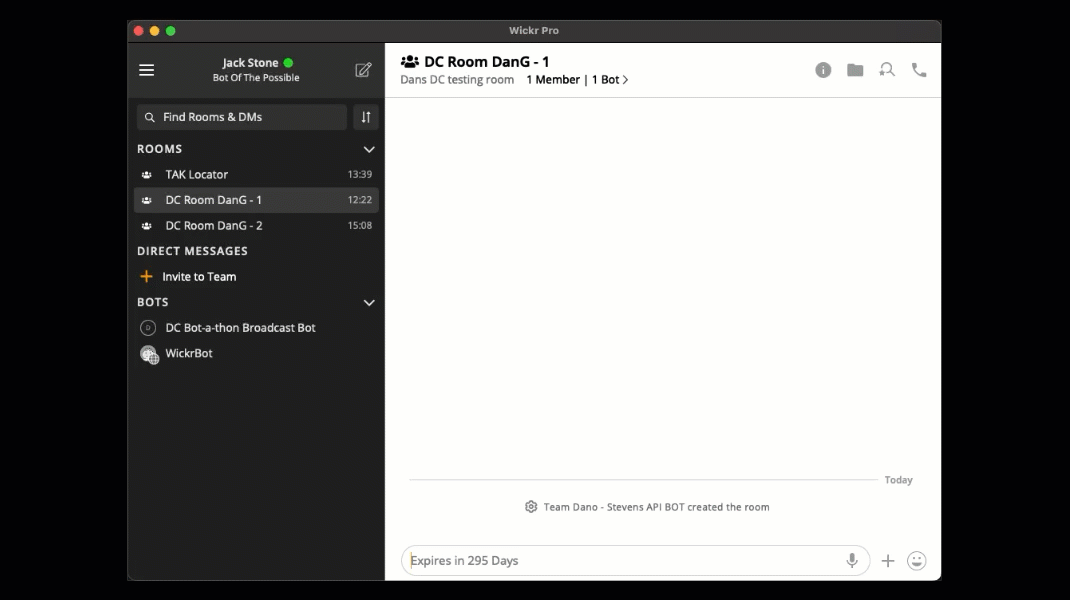 Wickr Pro
Jack Stone
Bot Of The Possible
Find Rooms & DMs
ROOMS
TAK Locator 13:39
DC Room DanG - 1 12:22
DC Room DanG - 2 15:08
DIRECT MESSAGES
Invite to Team
BOTS
DC Bot-a-thon Broadcast Bot
WickrBot
DC Room DanG - 1
Dans DC testing room 1 Member | 1 Bot >
Today
Team Dano - Stevens API BOT created the room
Expires in 295 Days